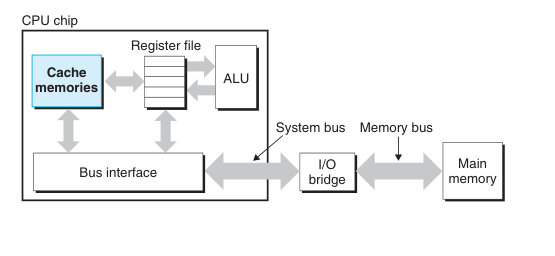 CPU chip
Register file
Cache
memories
ALU
System bus
Memory bus
Bus interface
I/O
bridge
Main
memory